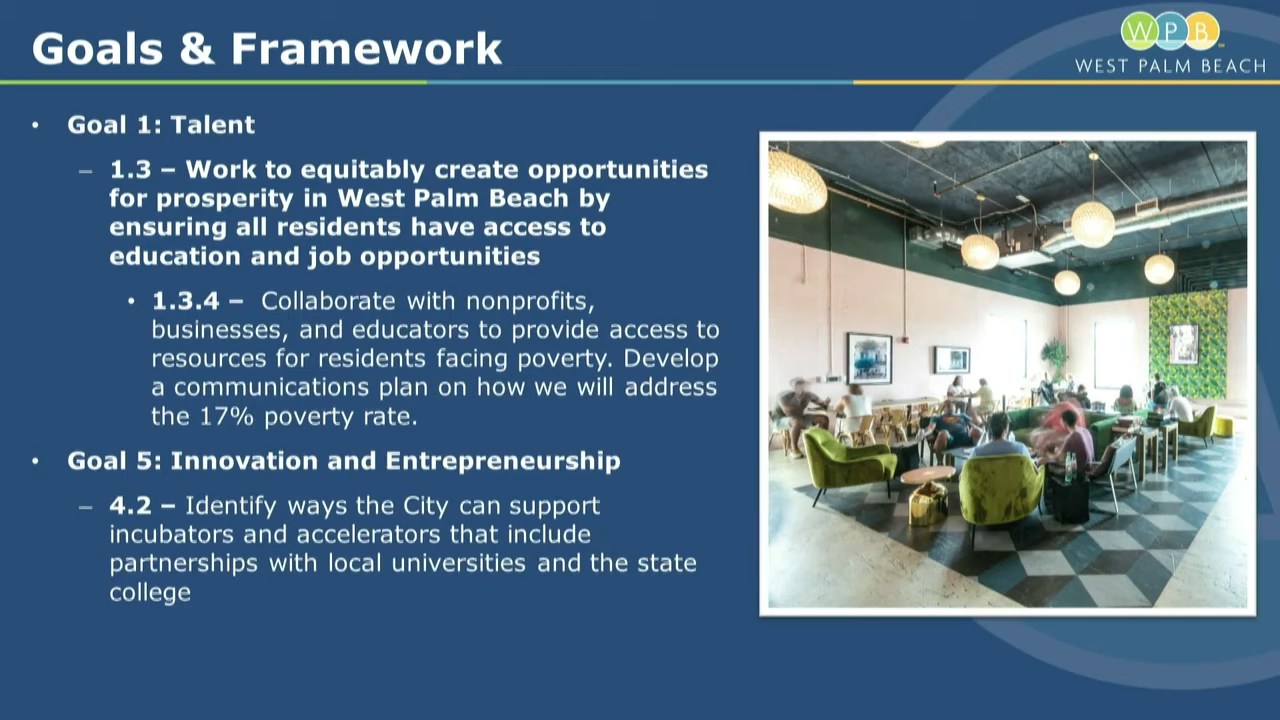 Goals & Framework
WPB
WEST PALM BEACH
• Goal 1: Talent
– 1.3 – Work to equitably create opportunities
for prosperity in West Palm Beach by
ensuring all residents have access to
education and job opportunities
• 1.3.4 – Collaborate with nonprofits,
businesses, and educators to provide access to
resources for residents facing poverty. Develop
a communications plan on how we will address
the 17% poverty rate.
• Goal 5: Innovation and Entrepreneurship
– 4.2 – Identify ways the City can support
incubators and accelerators that include
partnerships with local universities and the state
college